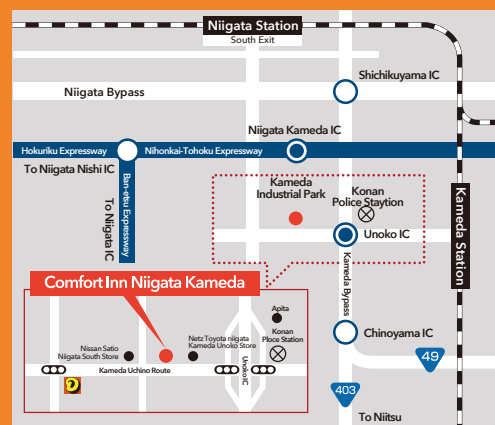 Niigata Station
South Exit
Shichikuyama IC
Niigata Bypass
Niigata Kameda IC
Hokuriku Expressway
Nihonkai-Tohoku Expressway
To Niigata Nishi IC
Ban-etsu Expressway
To Niigata IC
Kameda
Industrial Park
Konan
Police Staytion
Kameda Station
Unoko IC
Kameda Bypass
Comfort Inn Niigata Kameda
Apita
Nissan Satio
Niigata South Store
Netz Toyota niigata
Kameda Unoko Store
Konan
Ploce Station
Kameda Uchino Route
Unoko IC
Chinoyama IC
49
403
To Niitsu